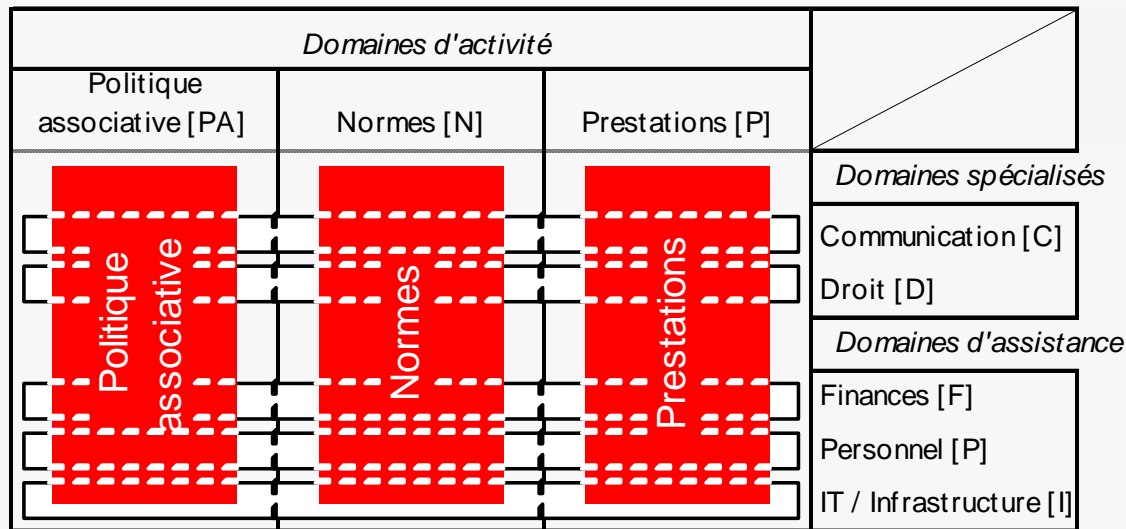 Domaines d'activité
Politique
associative [PA]
Normes [N]
Prestations [P]
Domaines spécialisés
Communication [C]
Droit [D]
Domaines d'assistance
Finances [F]
Personnel [P]
IT / Infrastructure [I]
Politique
associative
Normes
Prestations